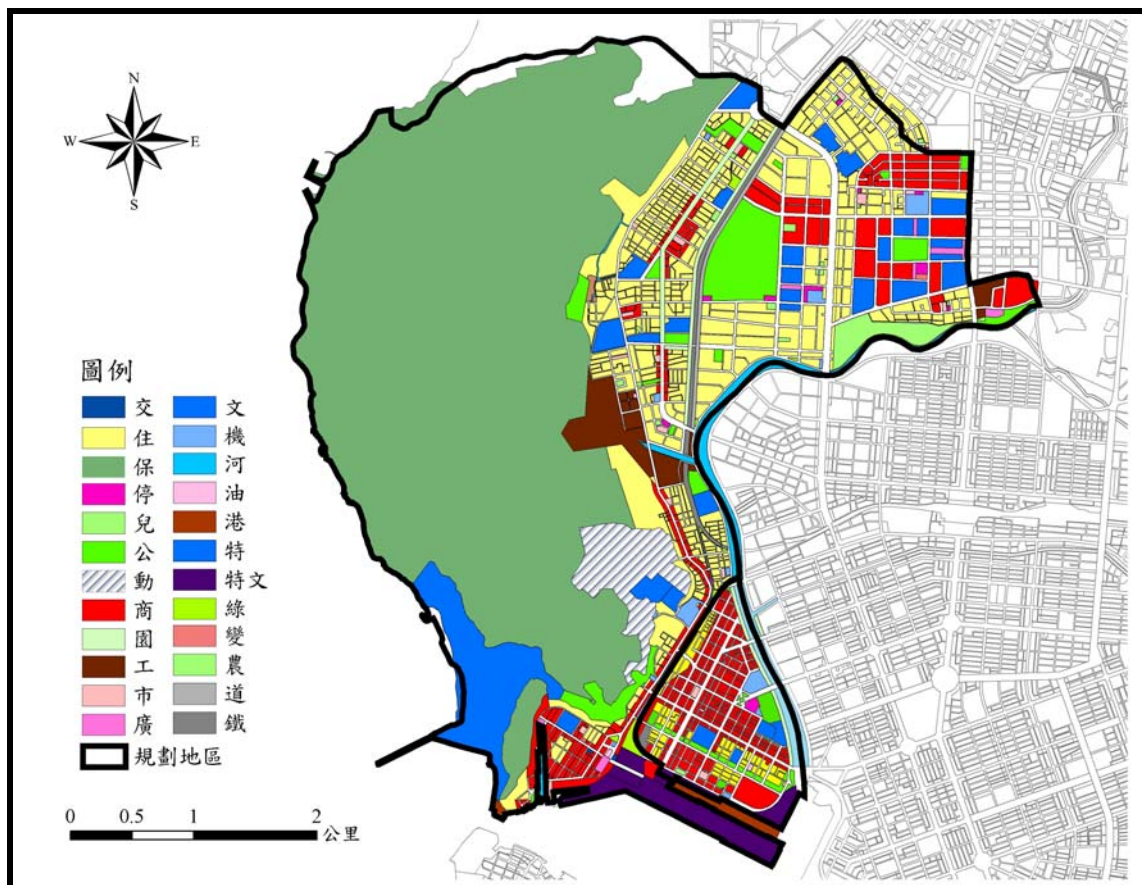 N
W E
S
圖例
交 文
住 機
保 河
停 油
兒 港
公 特
動 特文
商 綠
園 變
工 農
市 道
廣 鐵
規劃地區
0 0.5 1 2
公里